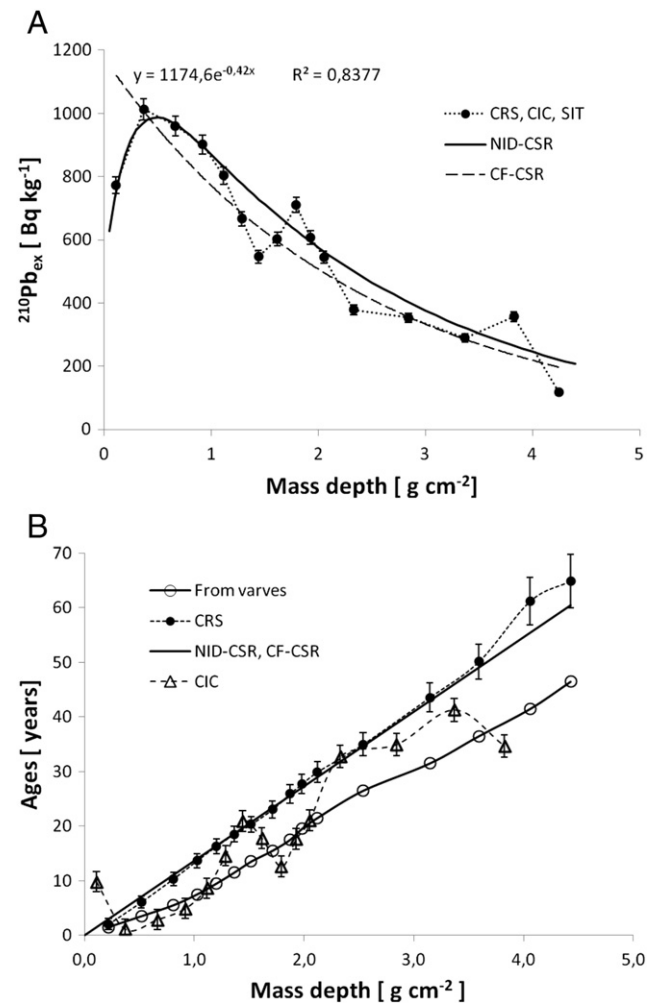 A
y = 1174,6e^-0,42x R² = 0,8377
1200
1000
800
600
400
200
0
²¹⁰Pbₑₓ [ Bq kg⁻¹]
CRS, CIC, SIT
NID-CSR
CF-CSR
0 1 2 3 4 5
Mass depth [ g cm⁻²]
B
70
60
50
40
30
20
10
0
Ages [ years]
From varves
CRS
NID-CSR, CF-CSR
CIC
0,0 1,0 2,0 3,0 4,0 5,0
Mass depth [ g cm⁻²]